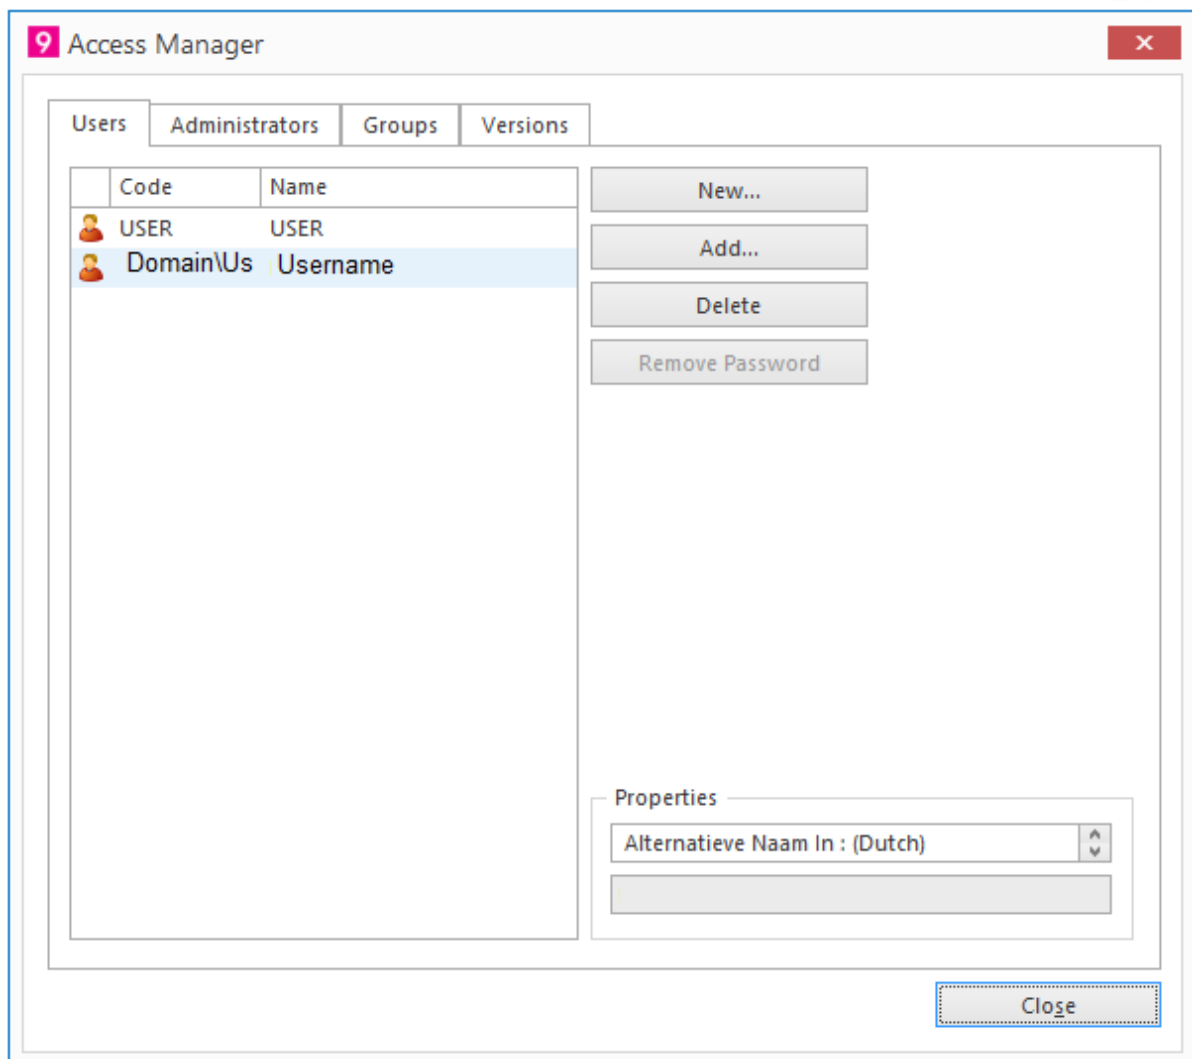 9 Access Manager
Users Administrators Groups Versions
Code Name
USER USER
Domain\Us Username
New...
Add...
Delete
Remove Password
Properties
Alternatieve Naam In : (Dutch)
Close